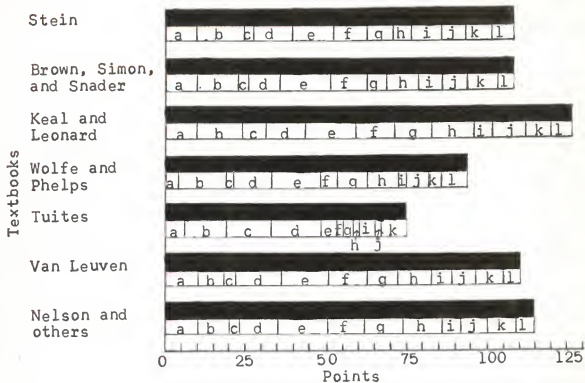 Stein
a b c d e f g h i j k l
Brown, Simon,
and Snader
a b c d e f g h i j k l
Keal and
Leonard
a b c d e f g h i j k l
Wolfe and
Phelps
a b c d e f g h i j k l
Tuites
a b c d e f g i k
h j
Van Leuven
a b c d e f g h i j k l
Nelson and
others
a b c d e f g h i j k l
Textbooks
0 25 50 75 100 125
Points